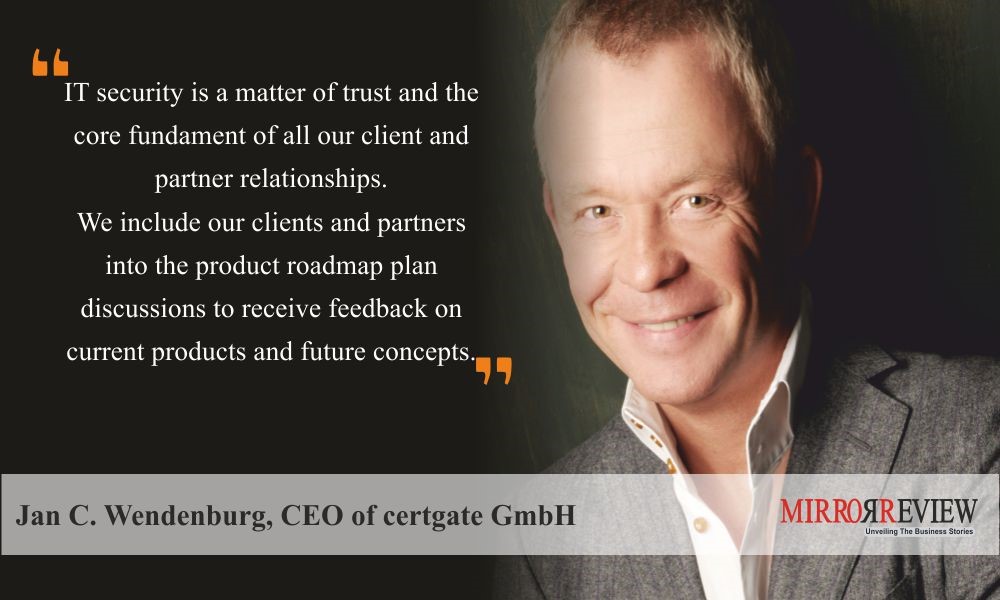 “
IT security is a matter of trust and the
core fundament of all our client and
partner relationships.
We include our clients and partners
into the product roadmap plan
discussions to receive feedback on
current products and future concepts.
”
Jan C. Wendenburg, CEO of certgate GmbH
MIRRORREVIEW
Unveiling The Business Stories